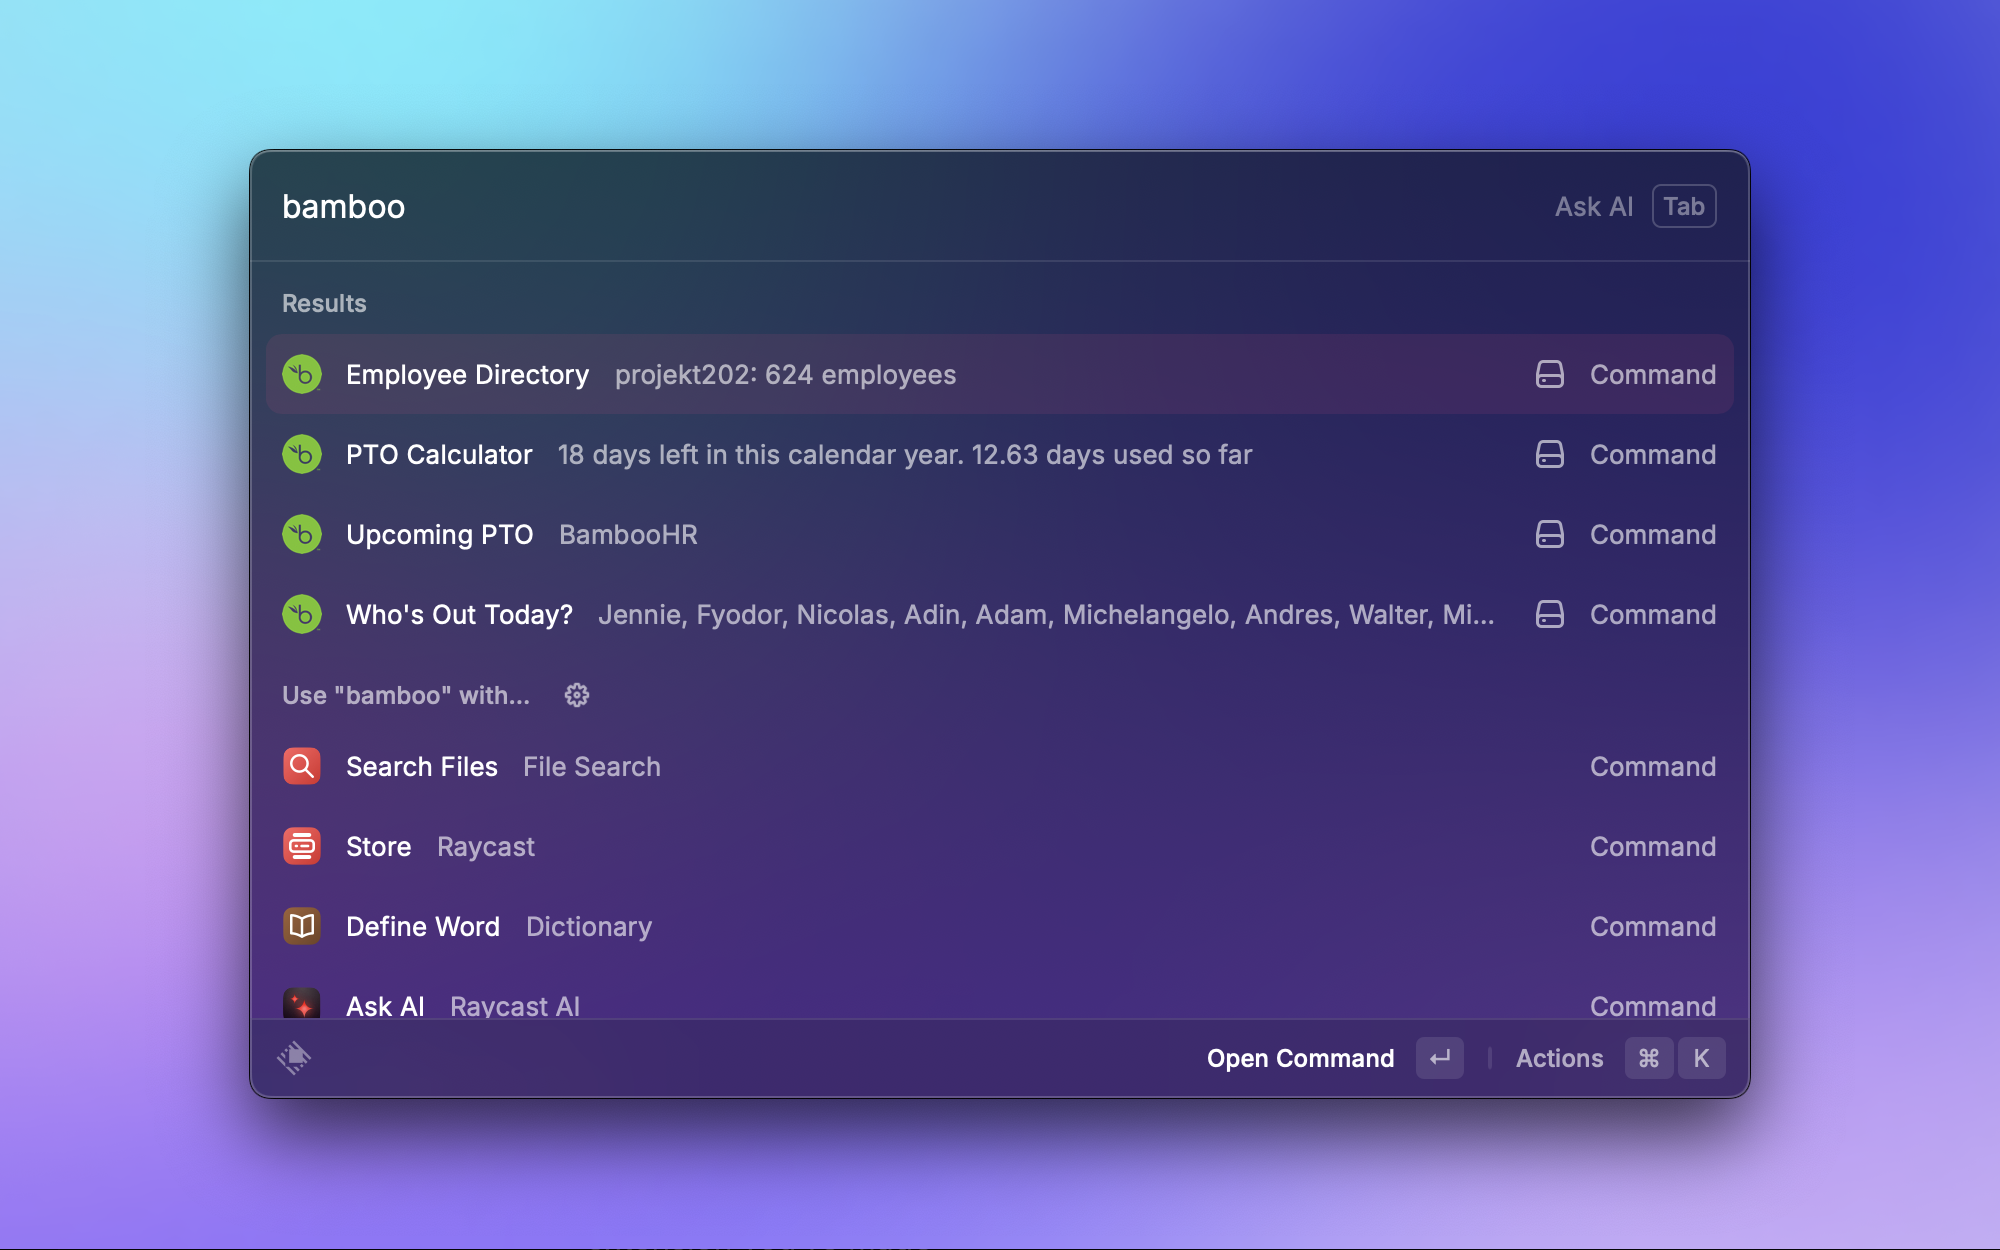 bamboo
Ask AI Tab
Results
Employee Directory projekt202: 624 employees Command
PTO Calculator 18 days left in this calendar year. 12.63 days used so far Command
Upcoming PTO BambooHR Command
Who's Out Today? Jennie, Fyodor, Nicolas, Adin, Adam, Michelangelo, Andres, Walter, Mi... Command
Use "bamboo" with...
Search Files File Search Command
Store Raycast Command
Define Word Dictionary Command
Ask AI Raycast AI Command
Open Command ↵ Actions ⌘ K